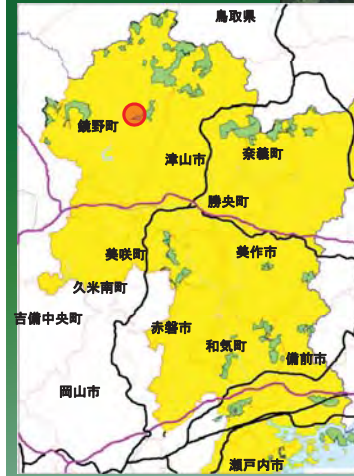 鳥取県
鏡野町
津山市
奈義町
勝央町
美咲町
美作市
久米南町
吉備中央町
赤磐市
和気町
備前市
岡山市
瀬戸内市